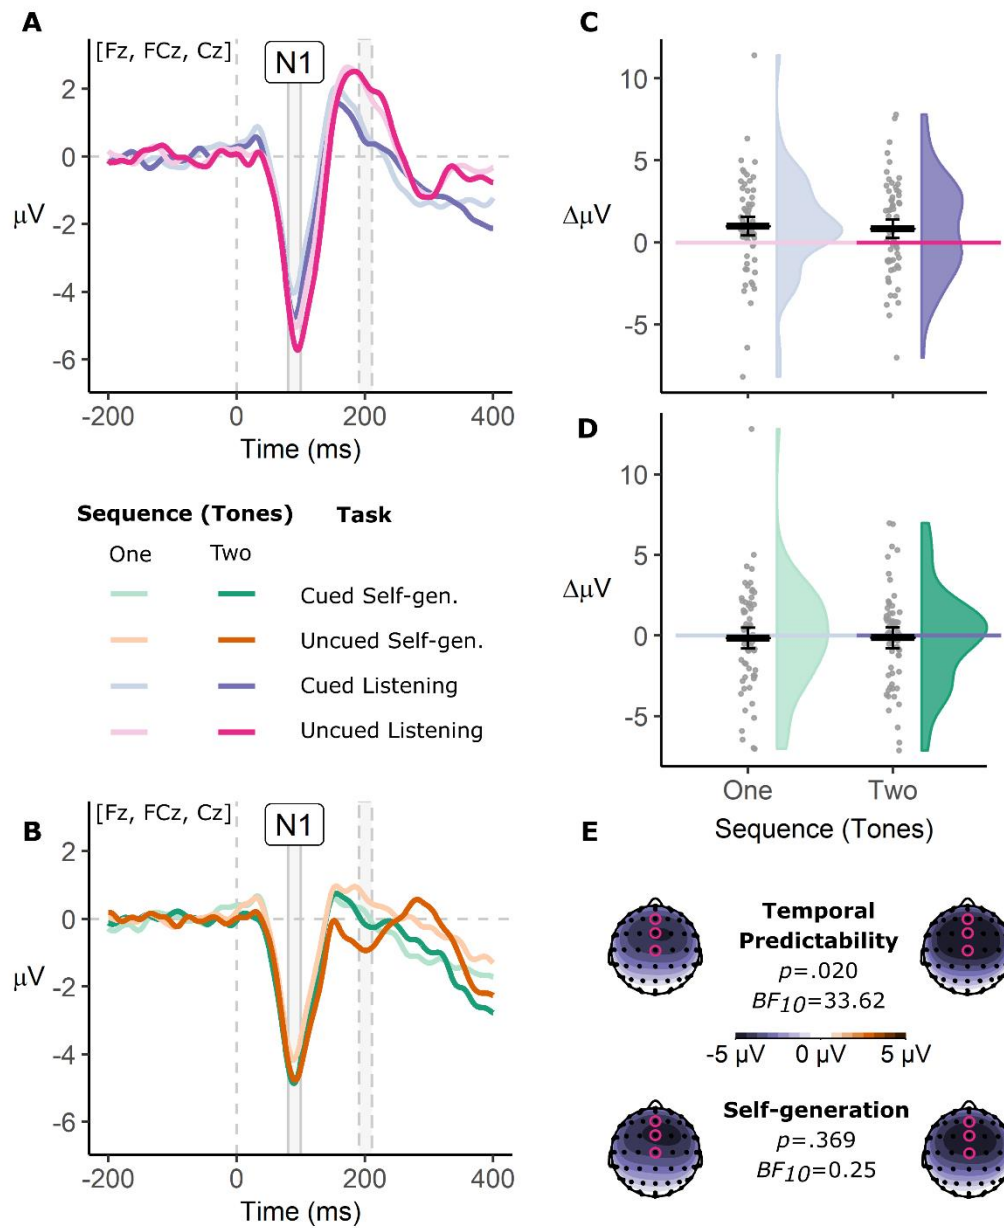 A
[Fz, FCz, Cz]
N1
2
0
-2
-4
-6
μV
-200
0
200
400
Time (ms)
Sequence (Tones)
Task
One
Two
Cued Self-gen.
Uncued Self-gen.
Cued Listening
Uncued Listening
B
[Fz, FCz, Cz]
N1
2
0
-2
-4
-6
μV
-200
0
200
400
Time (ms)
C
10
5
0
-5
ΔμV
D
10
5
0
-5
ΔμV
One
Two
Sequence (Tones)
E
Temporal
Predictability
p=.020
BF10=33.62
-5 μV
0 μV
5 μV
Self-generation
p=.369
BF10=0.25